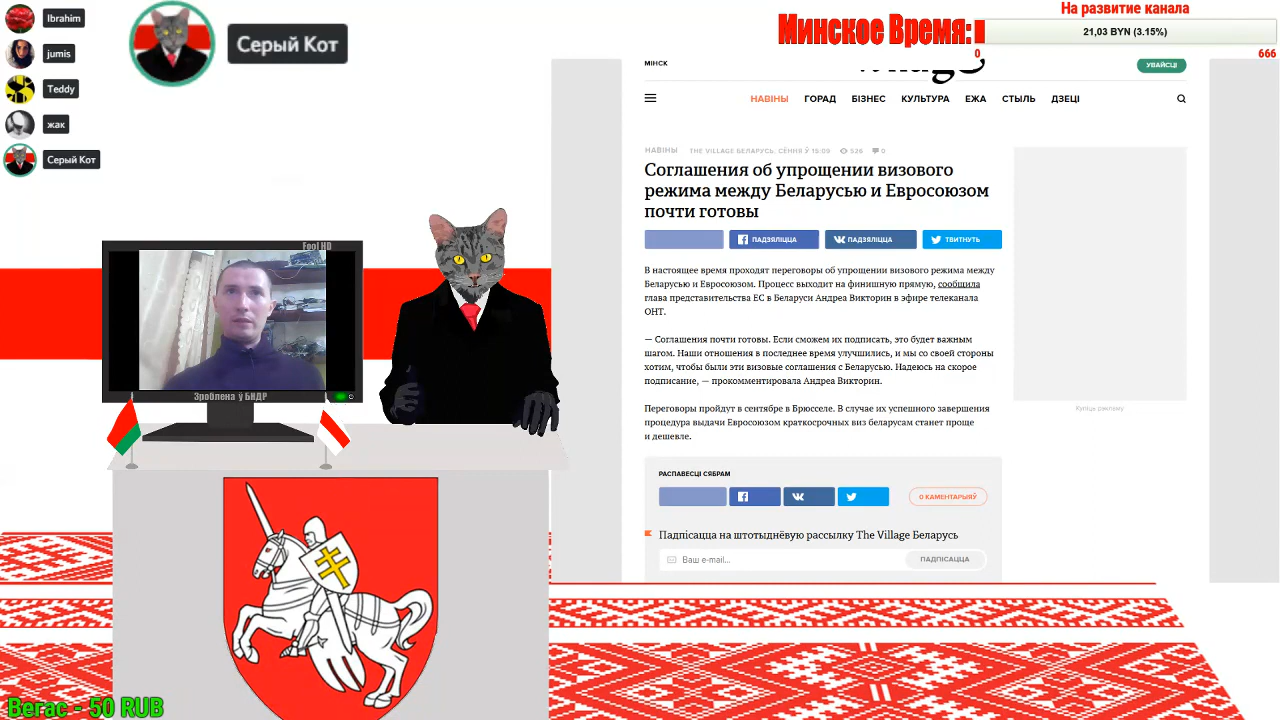 Ibrahim
jumis
Teddy
жак
Серый Кот
Серый Кот
Минское Время:
На развитие канала
21,03 BYN (3.15%)
0
666
МІНСК
УВАЙСЦІ
НАВІНЫ ГОРАД БІЗНЕС КУЛЬТУРА ЕЖА СТЫЛЬ ДЗЕЦІ
НАВІНЫ THE VILLAGE БЕЛАРУСЬ, СЁННЯ Ў 15:09 526 0
Соглашения об упрощении визового
режима между Беларусью и Евросоюзом
почти готовы
ПАДЗЯЛІЦЦА ПАДЗЯЛІЦЦА ТВИТНУТЬ
В настоящее время проходят переговоры об упрощении визового режима между
Беларусью и Евросоюзом. Процесс выходит на финишную прямую, сообщила
глава представительства ЕС в Беларуси Андреа Викторин в эфире телеканала
ОНТ.
— Соглашения почти готовы. Если сможем их подписать, это будет важным
шагом. Наши отношения в последнее время улучшились, и мы со своей стороны
хотим, чтобы были эти визовые соглашения с Беларусью. Надеюсь на скорое
подписание, — прокомментировала Андреа Викторин.
Переговоры пройдут в сентябре в Брюсселе. В случае их успешного завершения
процедура выдачи Евросоюзом краткосрочных виз беларусам станет проще
и дешевле.
Купіць рэкламу
РАСПАВЕСЦІ СЯБРАМ
0 КАМЕНТАРЫЯЎ
Падпісацца на штотыднёвую рассылку The Village Беларусь
Ваш e-mail...
ПАДПІСАЦЦА
Fool HD
Зроблена ў БНДР
Вегас - 50 RUB